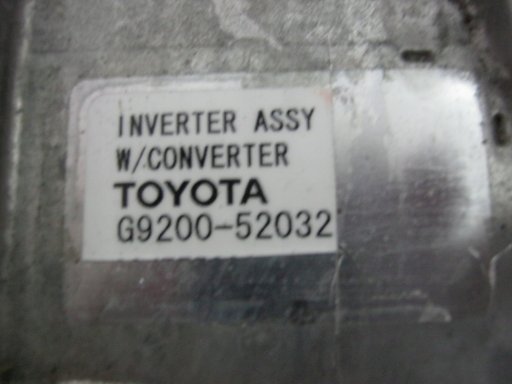 INVERTER ASSY
W/CONVERTER
TOYOTA
G9200-52032